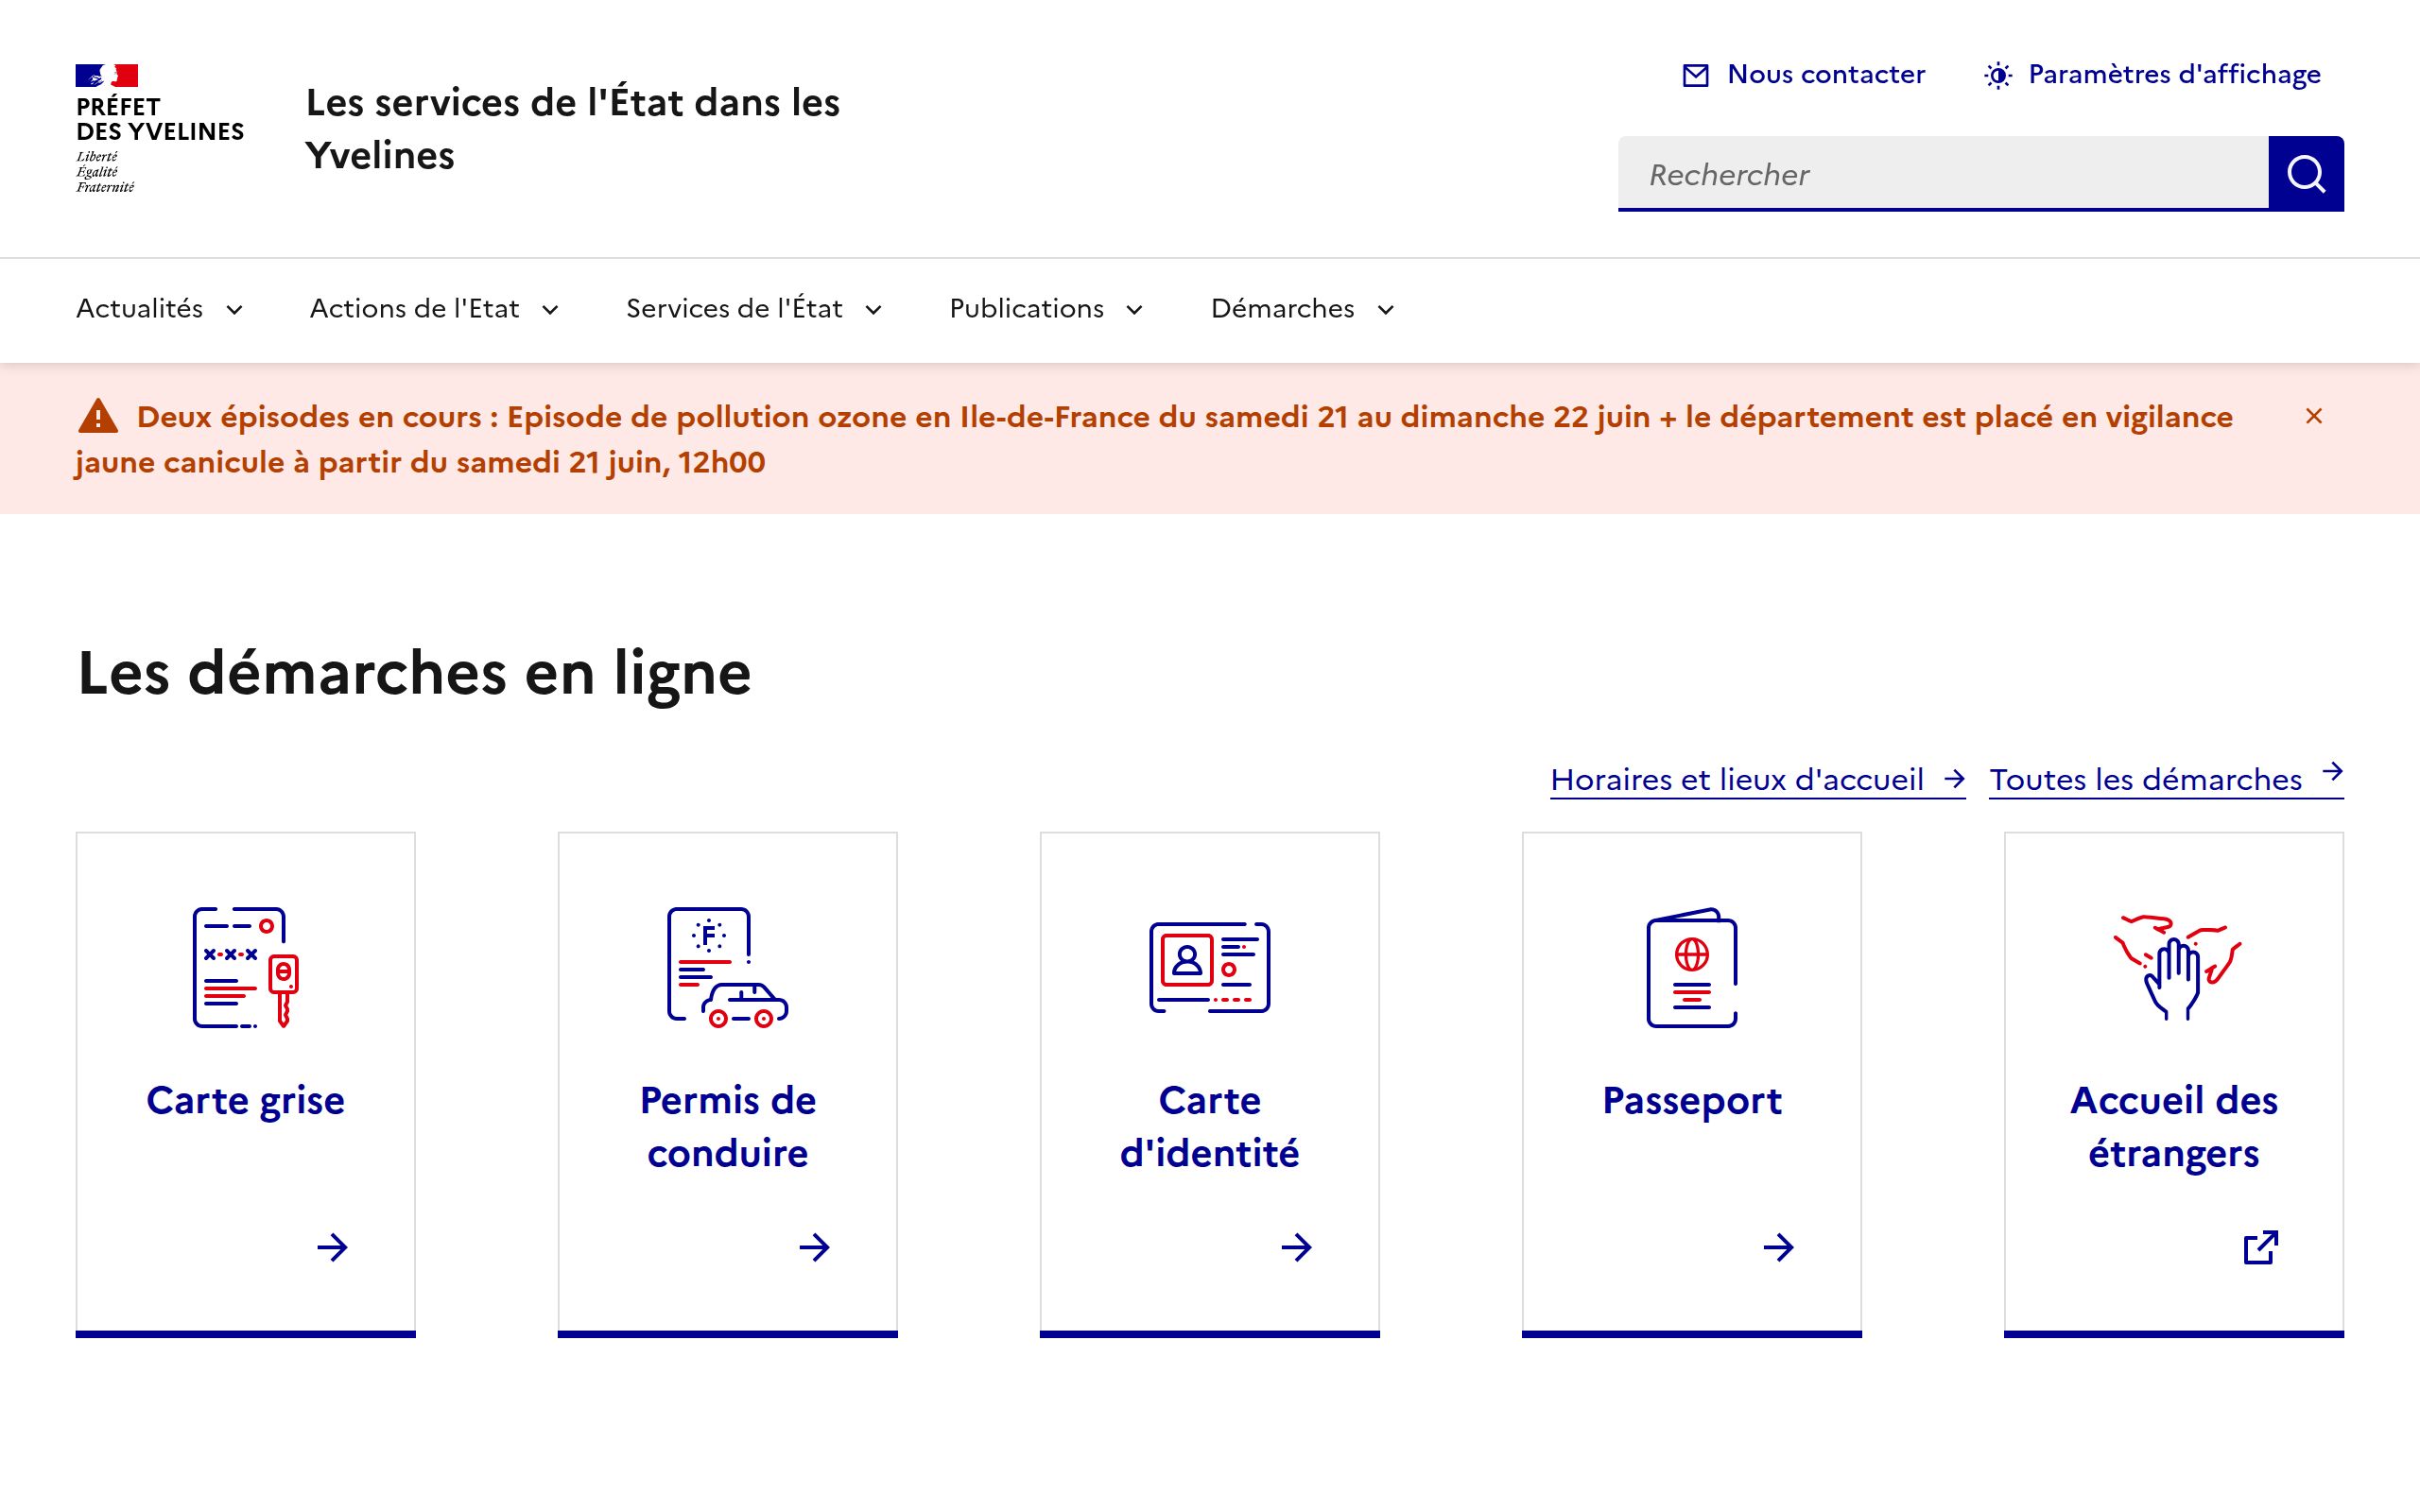 PRÉFET
DES YVELINES
Liberté
Égalité
Fraternité
Les services de l'État dans les
Yvelines
Nous contacter
Paramètres d'affichage
Rechercher
Actualités
Actions de l'Etat
Services de l'État
Publications
Démarches
Deux épisodes en cours : Episode de pollution ozone en Ile-de-France du samedi 21 au dimanche 22 juin + le département est placé en vigilance
jaune canicule à partir du samedi 21 juin, 12h00
Les démarches en ligne
Horaires et lieux d'accueil
Toutes les démarches
F
Carte grise
Permis de
conduire
Carte
d'identité
Passeport
Accueil des
étrangers